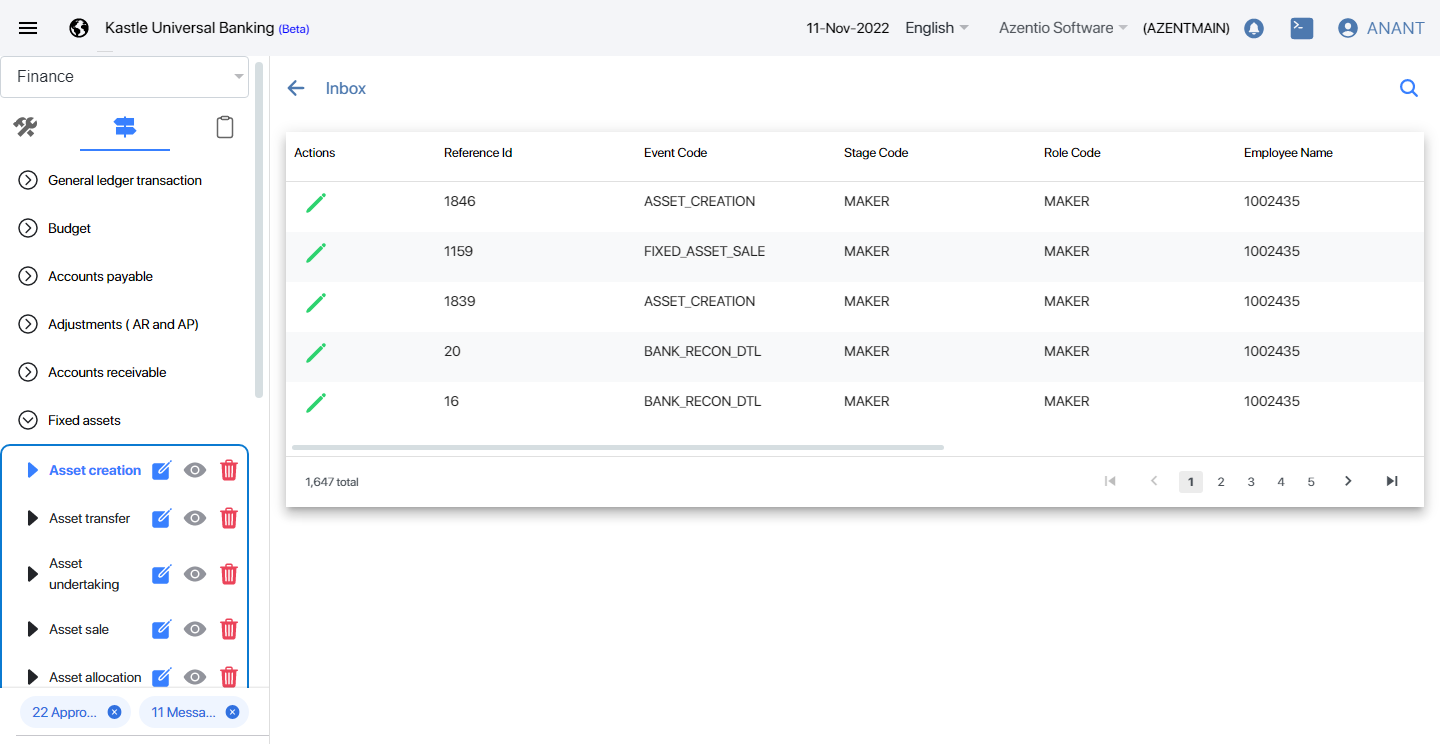 Kastle Universal Banking (Beta)
11-Nov-2022 English Azentio Software (AZENTMAIN) ANANT
Finance
General ledger transaction
Budget
Accounts payable
Adjustments ( AR and AP)
Accounts receivable
Fixed assets
Asset creation
Asset transfer
Asset
undertaking
Asset sale
Asset allocation
22 Appro... 11 Messa...
Inbox
Actions Reference Id Event Code Stage Code Role Code Employee Name
1846 ASSET_CREATION MAKER MAKER 1002435
1159 FIXED_ASSET_SALE MAKER MAKER 1002435
1839 ASSET_CREATION MAKER MAKER 1002435
20 BANK_RECON_DTL MAKER MAKER 1002435
16 BANK_RECON_DTL MAKER MAKER 1002435
1,647 total 1 2 3 4 5